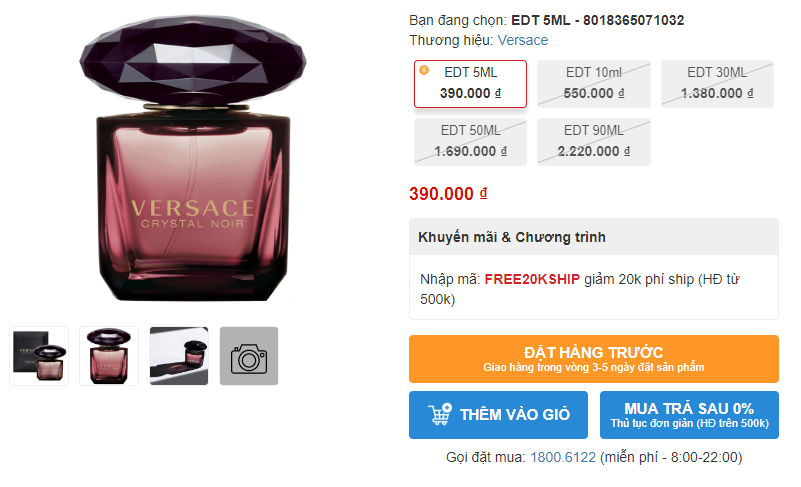 VERSACE
CRYSTAL NOIR
Bạn đang chọn: EDT 5ML - 8018365071032
Thương hiệu: Versace
EDT 5ML
390.000 ₫
EDT 10ml
550.000 ₫
EDT 30ML
1.380.000 ₫
EDT 50ML
1.690.000 ₫
EDT 90ML
2.220.000 ₫
390.000 ₫
Khuyến mãi & Chương trình
Nhập mã: FREE20KSHIP giảm 20k phí ship (HĐ từ
500k)
ĐẶT HÀNG TRƯỚC
Giao hàng trong vòng 3-5 ngày đặt sản phẩm
THÊM VÀO GIỎ
MUA TRẢ SAU 0%
Thủ tục đơn giản (HĐ trên 500k)
Gọi đặt mua: 1800.6122 (miễn phí - 8:00-22:00)